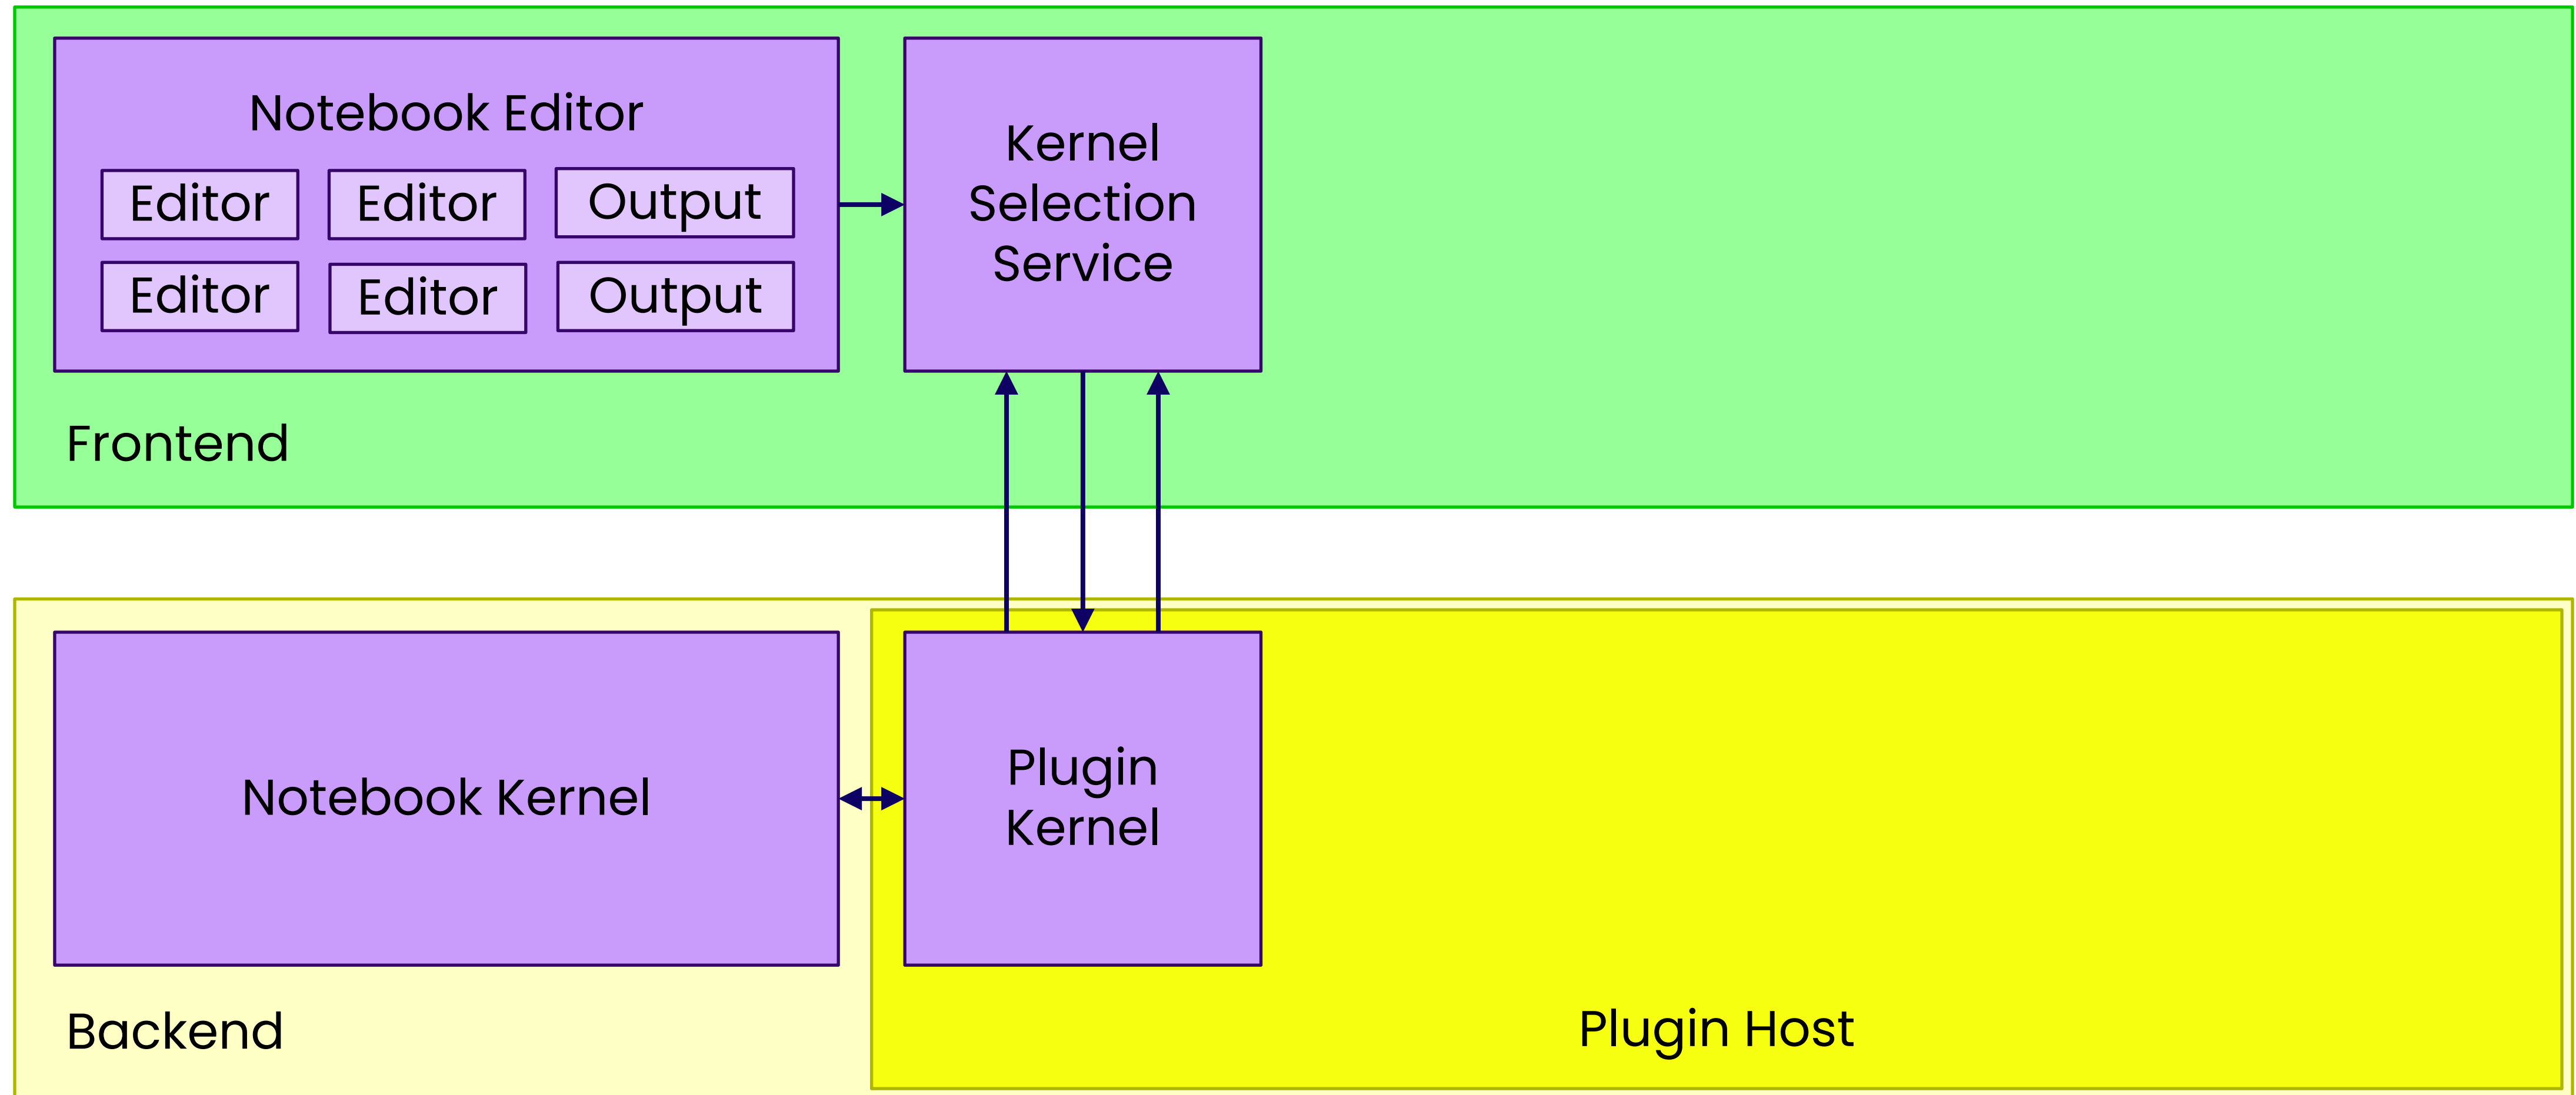 Notebook Editor
Editor Editor Output
Editor Editor Output
Kernel
Selection
Service
Frontend
Notebook Kernel
Plugin
Kernel
Backend
Plugin Host